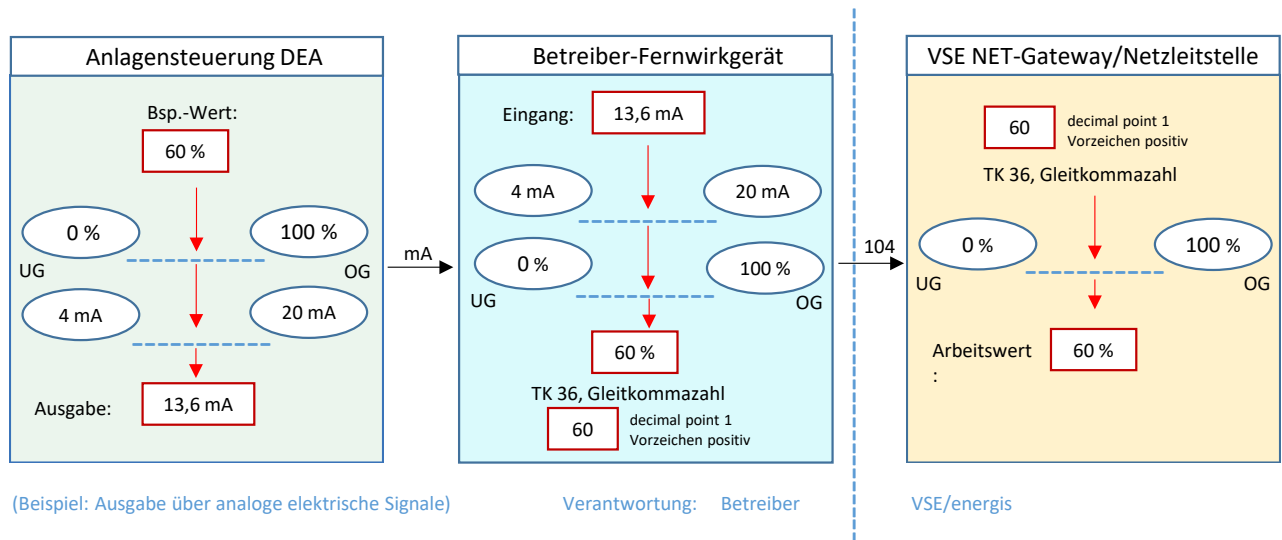 Anlagensteuerung DEA
Bsp.-Wert:
60 %
0 %
100 %
UG
OG
4 mA
20 mA
Ausgabe:
13,6 mA
mA
Betreiber-Fernwirkgerät
Eingang:
13,6 mA
4 mA
20 mA
0 %
100 %
UG
OG
60 %
TK 36, Gleitkommazahl
60
decimal point 1
Vorzeichen positiv
104
VSE NET-Gateway/Netzleitstelle
60
decimal point 1
Vorzeichen positiv
TK 36, Gleitkommazahl
0 %
100 %
UG
OG
Arbeitswert
:
60 %
(Beispiel: Ausgabe über analoge elektrische Signale)
Verantwortung: Betreiber
VSE/energis